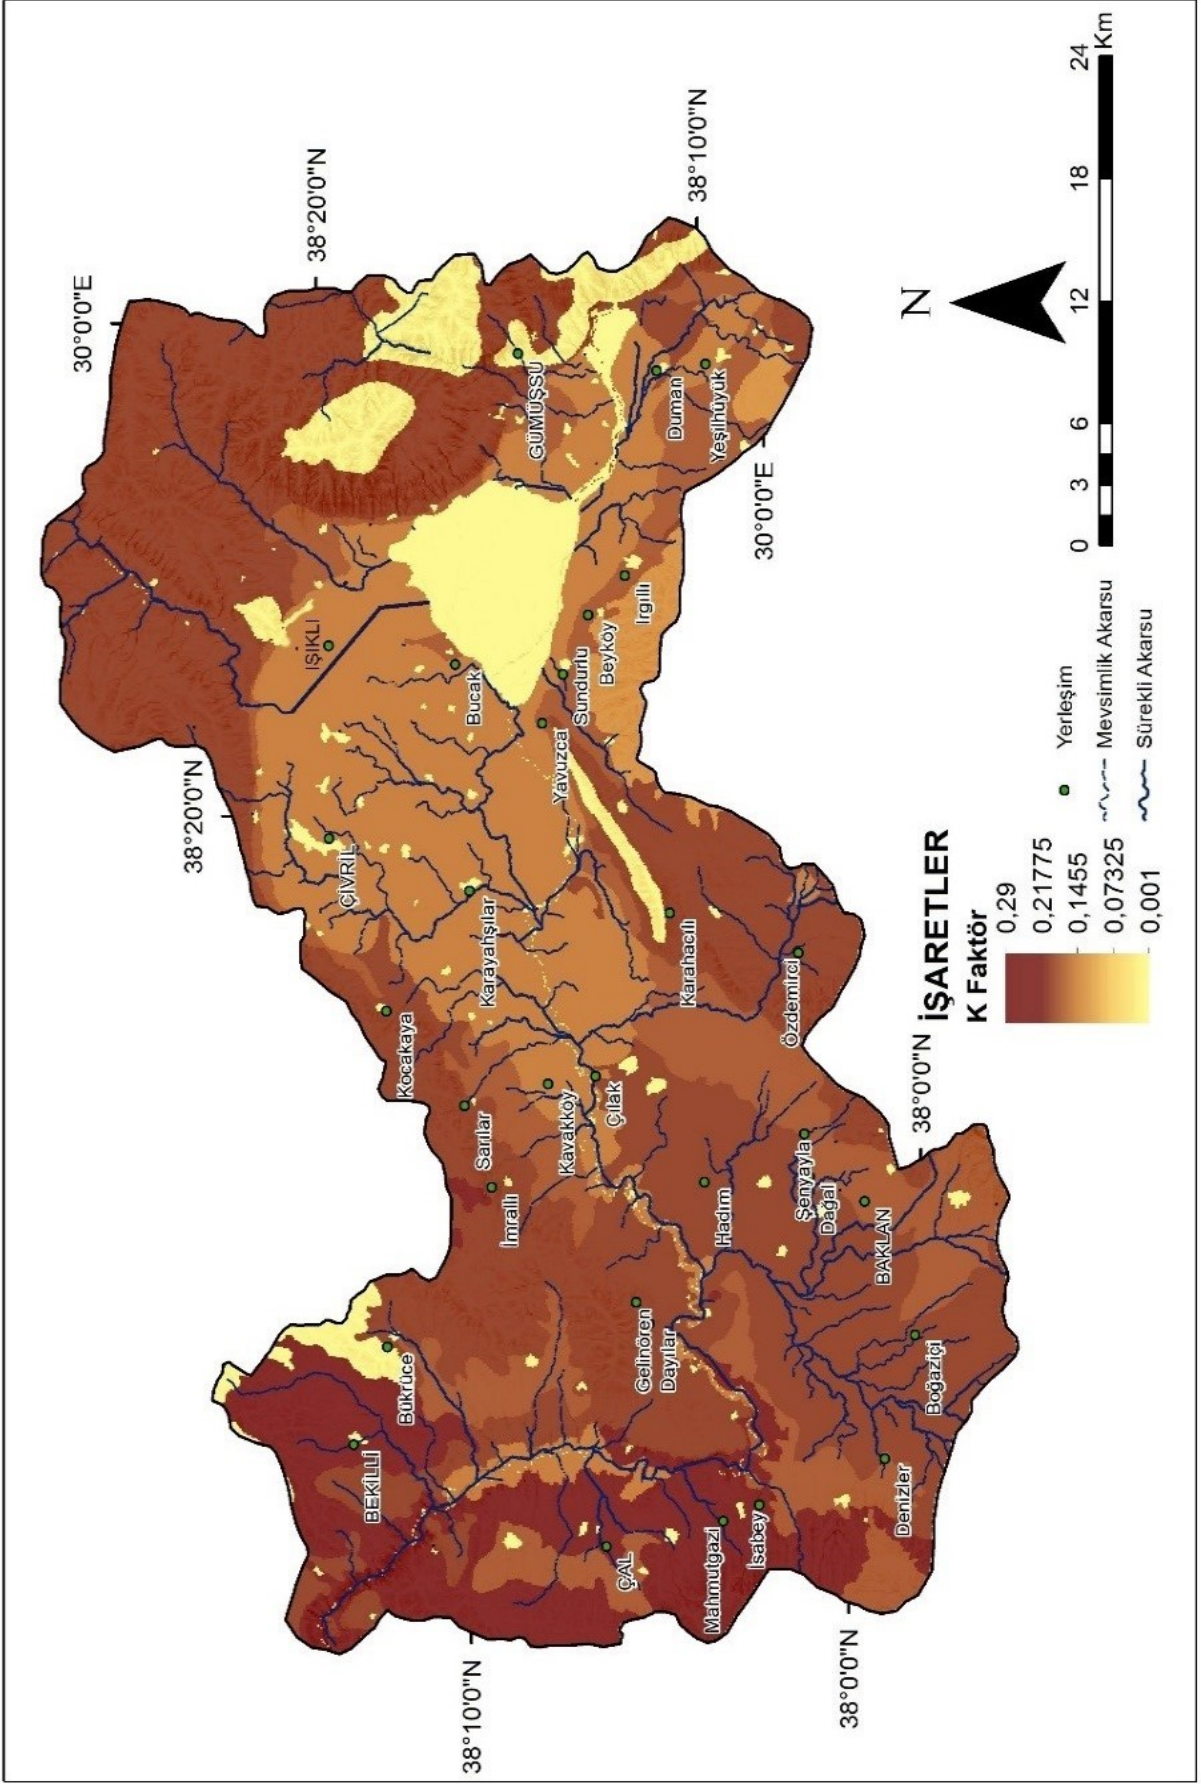 30°0'0"E
38°20'0"N
38°20'0"N
38°10'0"N
38°10'0"N
38°0'0"N
38°0'0"N
30°0'0"E
IŞIKLI
GÜMÜŞSU
Duman
Yeşilhüyük
Irgıllı
Beyköy
Sundurlu
Bucak
Yavuzca
ÇİVRİL
Karayahşılar
Kocakaya
Karahacılı
Özdemirci
Sarılar
Kavakköy
Çılak
İmrallı
Hadım
Şenyayla
Dağal
BAKLAN
Gelinören
Dayılar
Bükrüce
BEKİLLİ
Boğaziçi
Denizler
ÇAL
Mahmutgazi
İsabey
N
0 3 6 12 18 24
Km
İŞARETLER
K Faktör
0,29
0,21775
0,1455
0,07325
0,001
Yerleşim
Mevsimlik Akarsu
Sürekli Akarsu